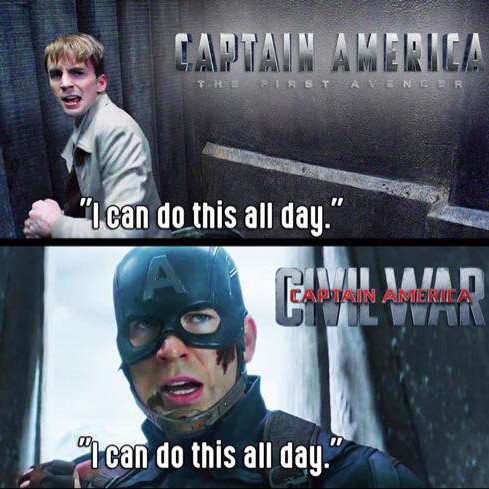 CAPTAIN AMERICA
THE FIRST AVENGER
"I can do this all day."
CIVIL WAR
CAPTAIN AMERICA
"I can do this all day."